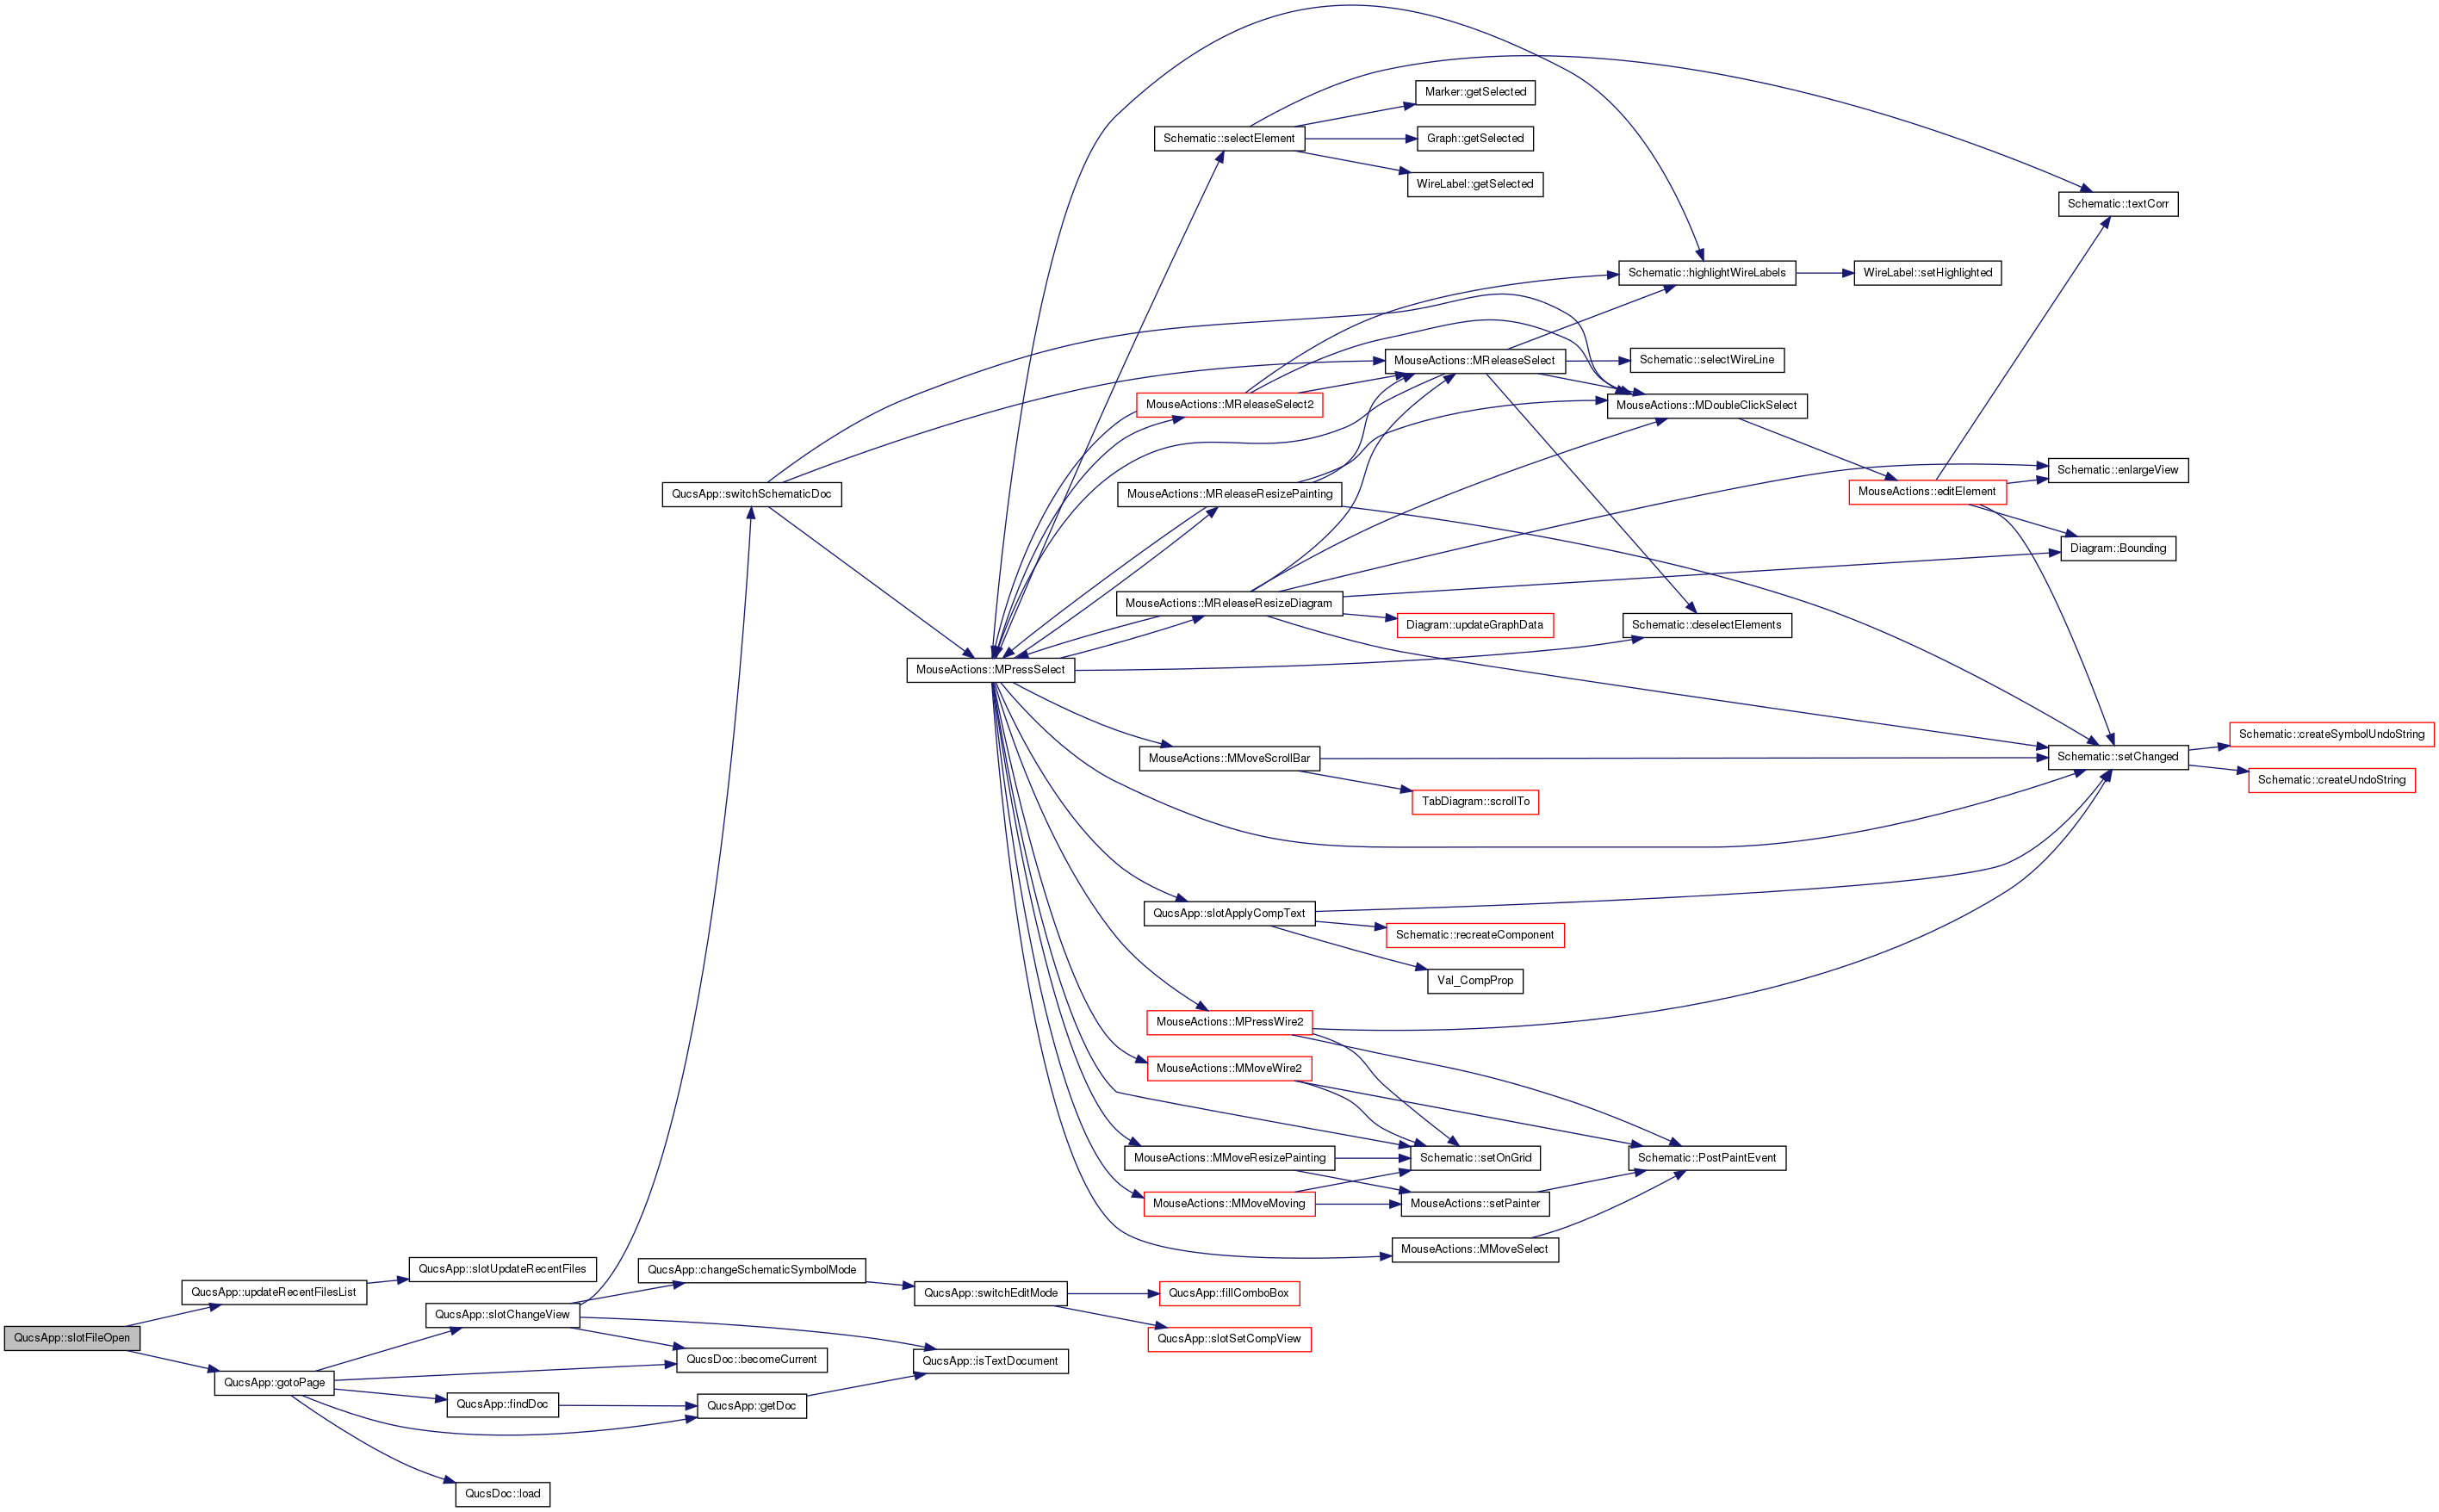 Marker::getSelected
Schematic::selectElement
Graph::getSelected
WireLabel::getSelected
Schematic::textCorr
Schematic::highlightWireLabels
WireLabel::setHighlighted
MouseActions::MReleaseSelect
Schematic::selectWireLine
MouseActions::MReleaseSelect2
MouseActions::MDoubleClickSelect
Schematic::enlargeView
QucsApp::switchSchematicDoc
MouseActions::MReleaseResizePainting
MouseActions::editElement
Diagram::Bounding
MouseActions::MReleaseResizeDiagram
Diagram::updateGraphData
Schematic::deselectElements
MouseActions::MPressSelect
Schematic::createSymbolUndoString
MouseActions::MMoveScrollBar
Schematic::setChanged
Schematic::createUndoString
TabDiagram::scrollTo
QucsApp::slotApplyCompText
Schematic::recreateComponent
Val_CompProp
MouseActions::MPressWire2
MouseActions::MMoveWire2
MouseActions::MMoveResizePainting
Schematic::setOnGrid
Schematic::PostPaintEvent
MouseActions::MMoveMoving
MouseActions::setPainter
MouseActions::MMoveSelect
QucsApp::slotUpdateRecentFiles
QucsApp::changeSchematicSymbolMode
QucsApp::updateRecentFilesList
QucsApp::switchEditMode
QucsApp::fillComboBox
QucsApp::slotChangeView
QucsApp::slotFileOpen
QucsApp::slotSetCompView
QucsDoc::becomeCurrent
QucsApp::isTextDocument
QucsApp::gotoPage
QucsApp::findDoc
QucsApp::getDoc
QucsDoc::load